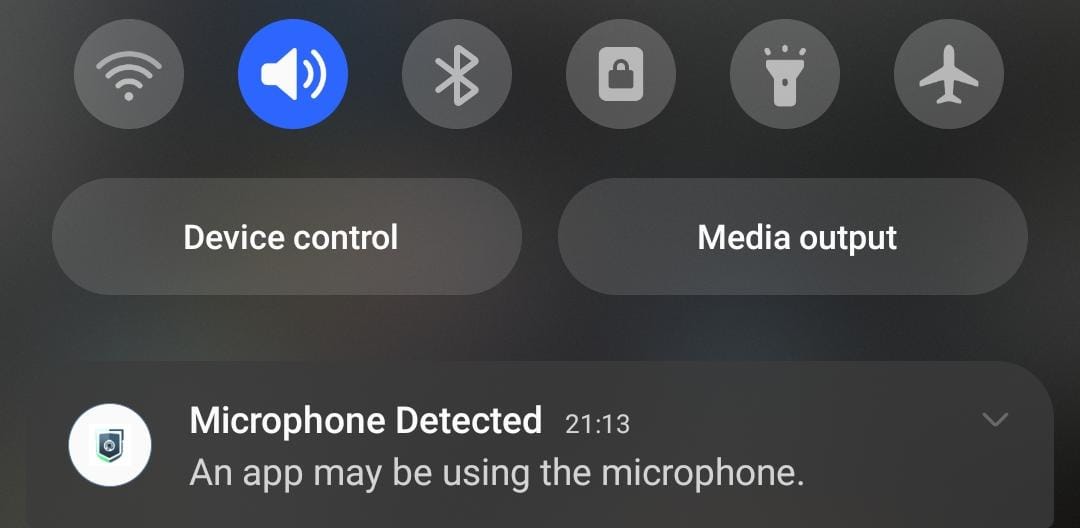 Device control
Media output
Microphone Detected 21:13
An app may be using the microphone.